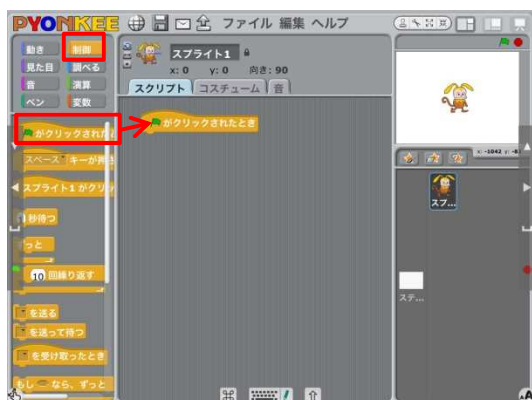 PYONKEE ファイル 編集 ヘルプ
動き 制御
見た目 調べる
音 演算
ペン 変数
スプライト1
x: 0 y: 0 向き: 90
スクリプト コスチューム 音
がクリックされた
がクリックされたとき
スペース キーが押
スプライト1 がクリッ
秒待つ
っと
10 回繰り返す
を送る
を送って待つ
を受け取ったとき
もし なら、ずっと
スプ...
ステ...